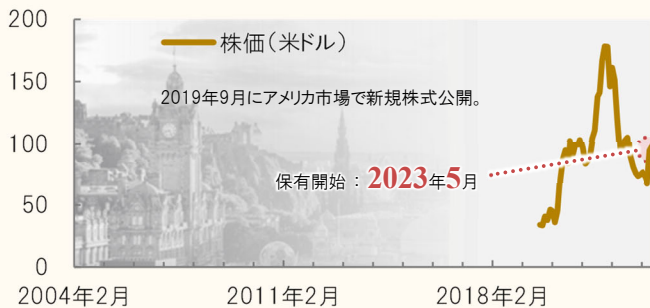 200
株価(米ドル)
150
2019年9月にアメリカ市場で新規株式公開。
100
保有開始 : 2023年5月
50
0
2004年2月 2011年2月 2018年2月